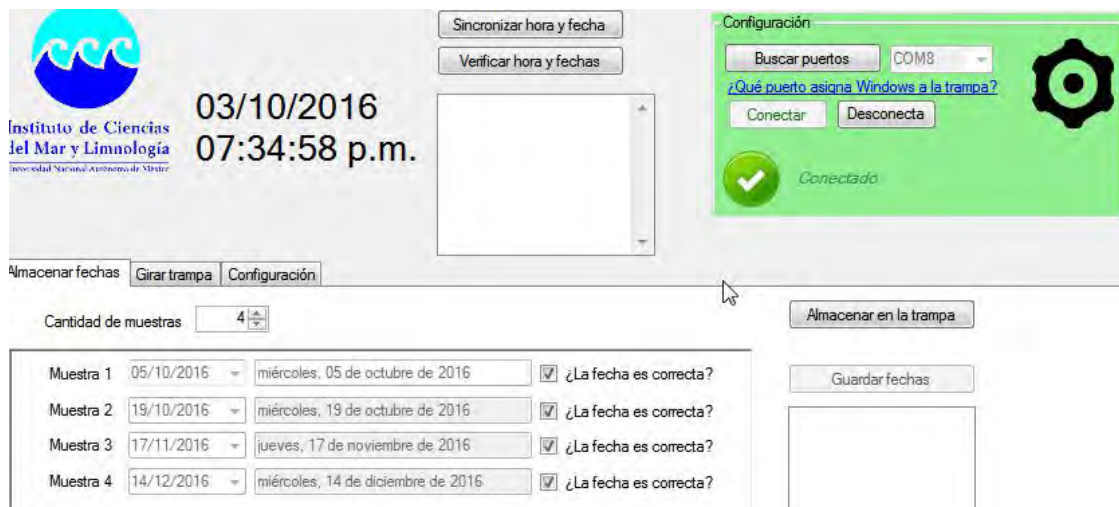 Instituto de Ciencias
del Mar y Limnología
Universidad Nacional Autónoma de México
03/10/2016
07:34:58 p.m.
Sincronizar hora y fecha
Verificar hora y fechas
Configuración
Buscar puertos COM8
¿Qué puerto asigna Windows a la trampa?
Conectar Desconecta
Conectado
Almacenar fechas Girar trampa Configuración
Cantidad de muestras 4
Almacenar en la trampa
Muestra 1 05/10/2016 miércoles, 05 de octubre de 2016 ¿La fecha es correcta?
Guardar fechas
Muestra 2 19/10/2016 miércoles, 19 de octubre de 2016 ¿La fecha es correcta?
Muestra 3 17/11/2016 jueves, 17 de noviembre de 2016 ¿La fecha es correcta?
Muestra 4 14/12/2016 miércoles, 14 de diciembre de 2016 ¿La fecha es correcta?